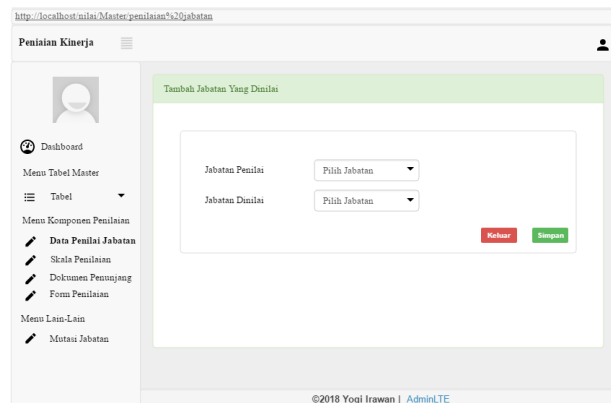 http://localhost/nilai/Master/penilaian%20jabatan
Peniaian Kinerja
Tambah Jabatan Yang Dinilai
Dashboard
Menu Tabel Master
Tabel
Menu Komponen Penilaian
Data Penilai Jabatan
Skala Penilaian
Dokumen Penunjang
Form Penilaian
Menu Lain-Lain
Mutasi Jabatan
Jabatan Penilai Pilih Jabatan
Jabatan Dinilai Pilih Jabatan
Keluar Simpan
©2018 Yogi Irawan | AdminLTE